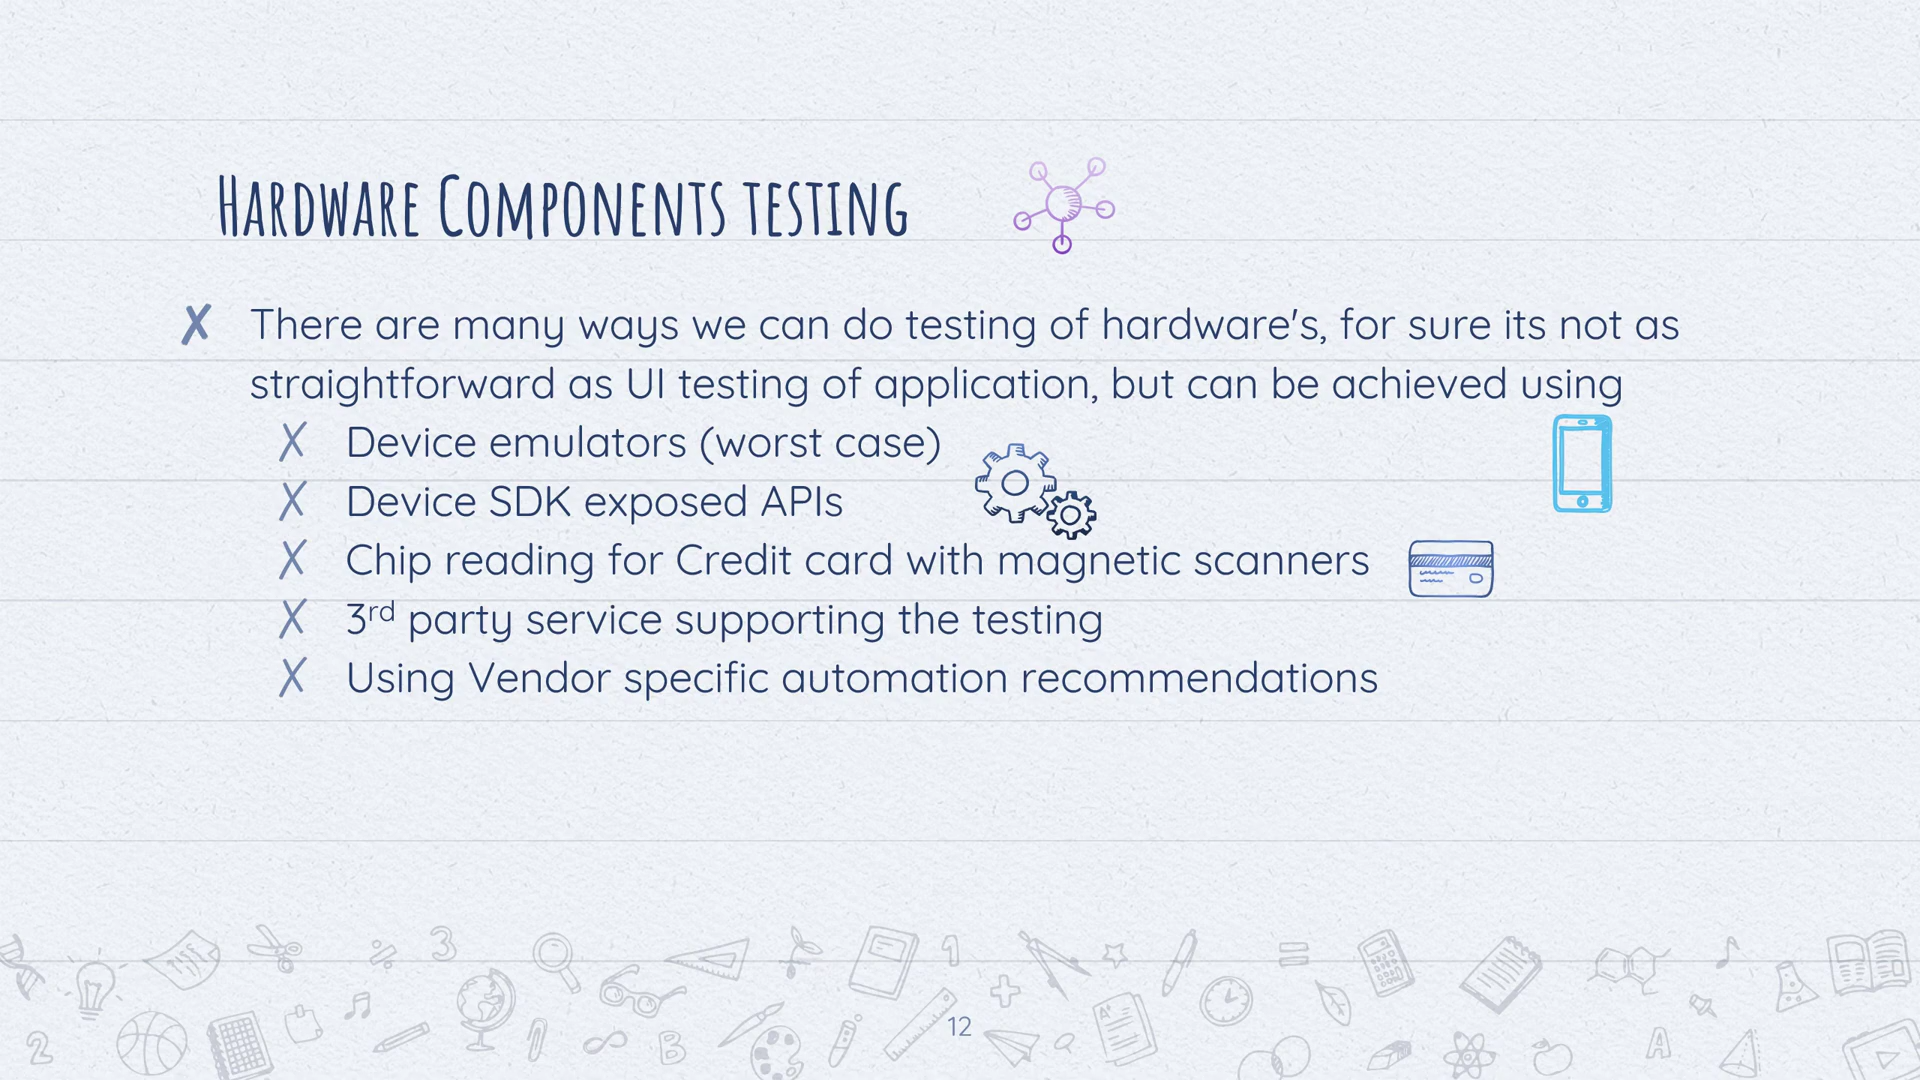 Hardware Components testing
✗ There are many ways we can do testing of hardware's, for sure its not as
straightforward as UI testing of application, but can be achieved using
✗ Device emulators (worst case)
✗ Device SDK exposed APIs
✗ Chip reading for Credit card with magnetic scanners
✗ 3rd party service supporting the testing
✗ Using Vendor specific automation recommendations
12